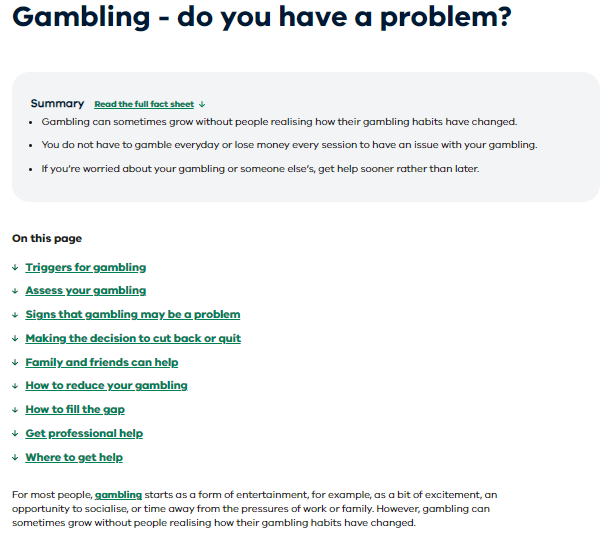 Gambling - do you have a problem?
Summary Read the full fact sheet ↓
• Gambling can sometimes grow without people realising how their gambling habits have changed.
• You do not have to gamble everyday or lose money every session to have an issue with your gambling.
• If you're worried about your gambling or someone else's, get help sooner rather than later.
On this page
↓ Triggers for gambling
↓ Assess your gambling
↓ Signs that gambling may be a problem
↓ Making the decision to cut back or quit
↓ Family and friends can help
↓ How to reduce your gambling
↓ How to fill the gap
↓ Get professional help
↓ Where to get help
For most people, gambling starts as a form of entertainment, for example, as a bit of excitement, an
opportunity to socialise, or time away from the pressures of work or family. However, gambling can
sometimes grow without people realising how their gambling habits have changed.